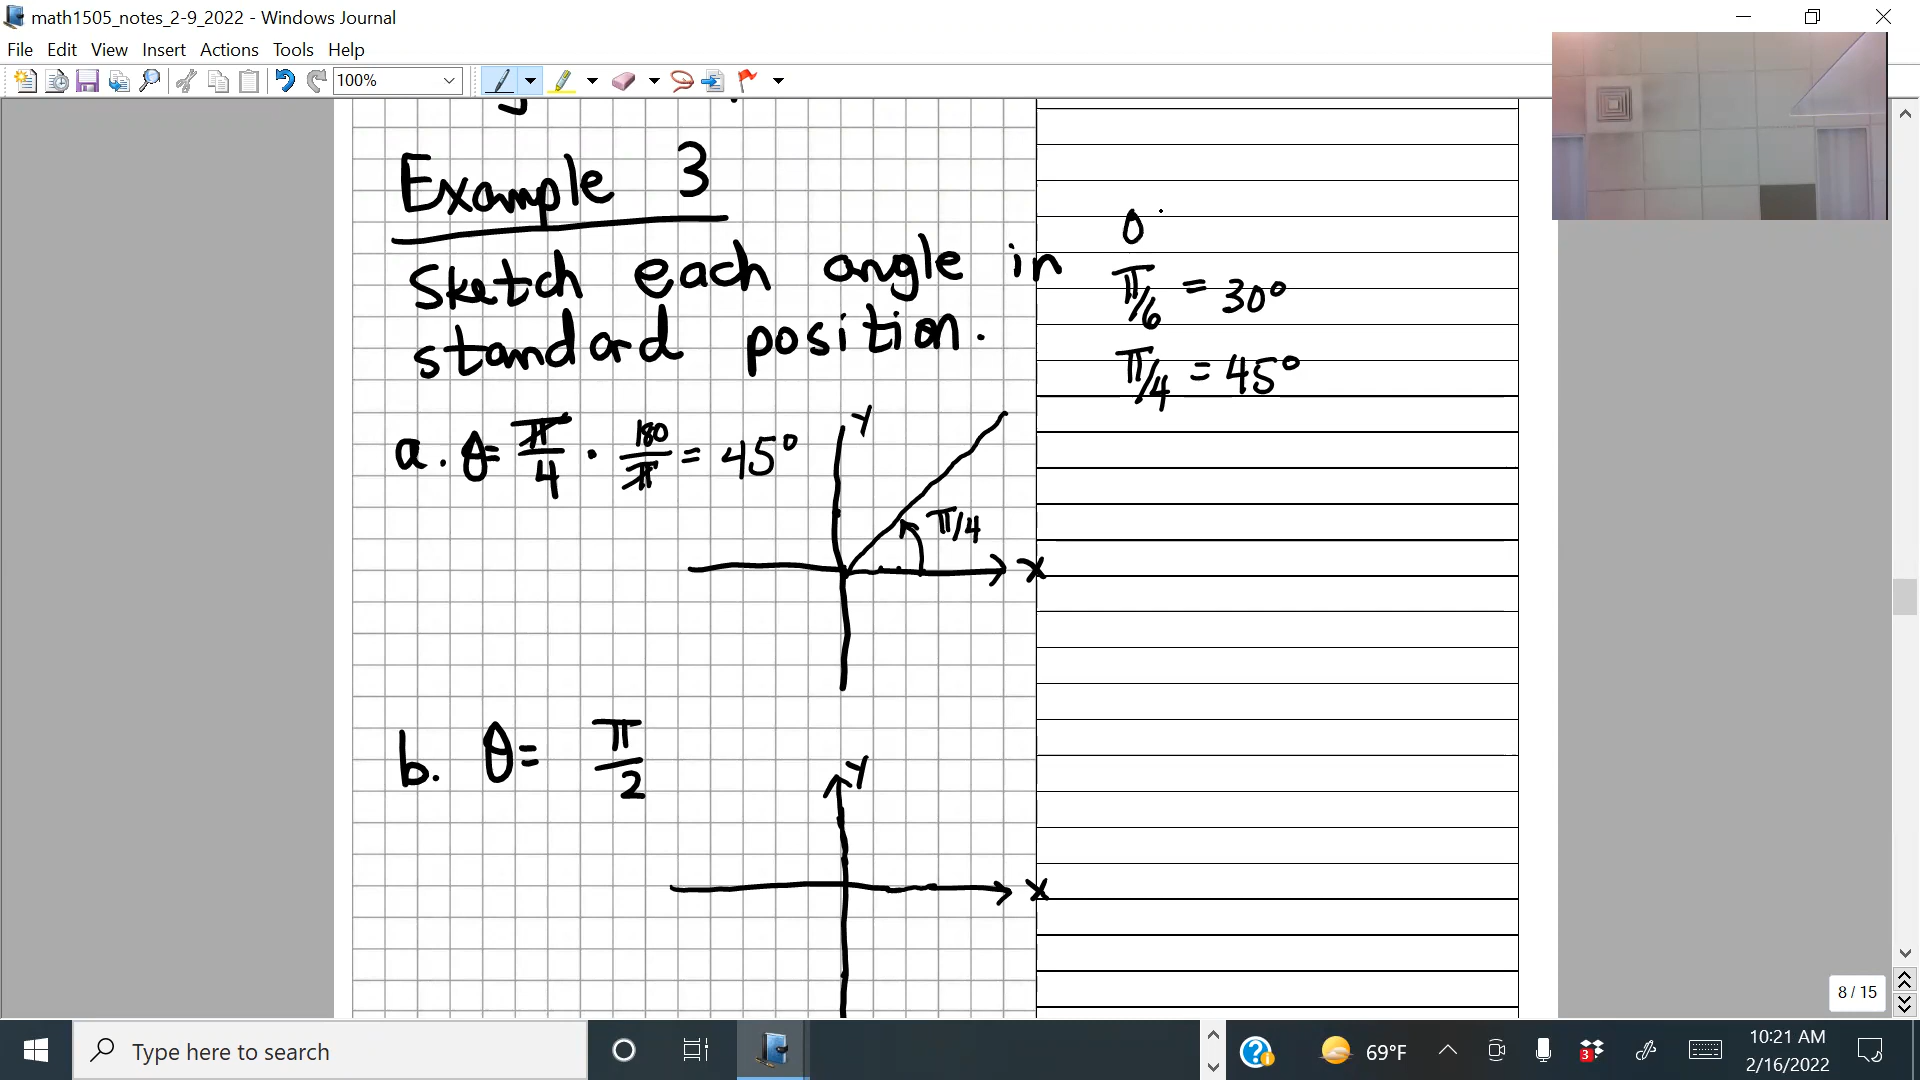 math1505_notes_2-9_2022 - Windows Journal
File Edit View Insert Actions Tools Help
100%
Example 3
Sketch each angle in
standard position.
a. θ = π/4 · 180/π = 45°
y
π/4
x
b. θ = π/2
y
x
0
π/6 = 30°
π/4 = 45°
8 / 15
Type here to search
69°F
3
10:21 AM
2/16/2022